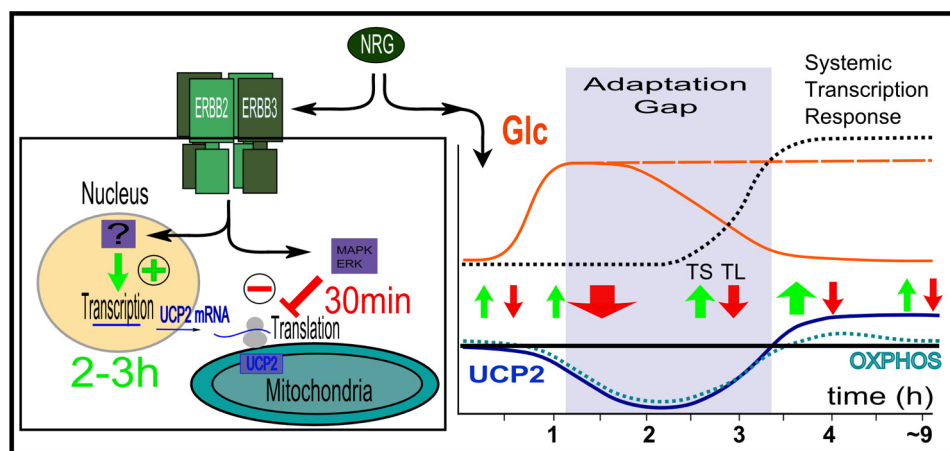 NRG
ERBB2
ERBB3
Nucleus
?
+
Transcription
2-3h
UCP2 mRNA
MAPK
ERK
−
30min
Translation
UCP2
Mitochondria
Glc
Adaptation
Gap
Systemic
Transcription
Response
TS TL
UCP2
OXPHOS
time (h)
1 2 3 4 ~9